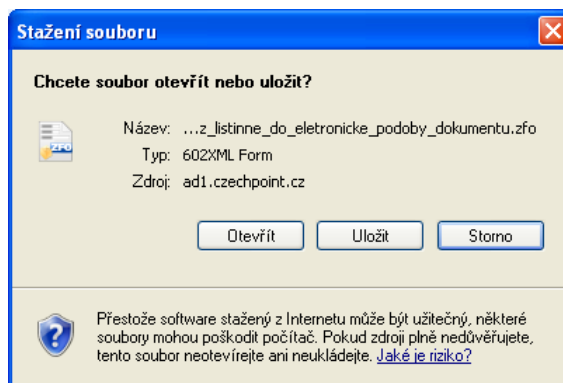 Stažení souboru
Chcete soubor otevřít nebo uložit?
ZFO
Název: ...z_listinne_do_eletronicke_podoby_dokumentu.zfo
Typ: 602XML Form
Zdroj: ad1.czechpoint.cz
Otevřít Uložit Storno
Přestože software stažený z Internetu může být užitečný, některé
soubory mohou poškodit počítač. Pokud zdroji plně nedůvěřujete,
tento soubor neotevírejte ani neukládejte. Jaké je riziko?